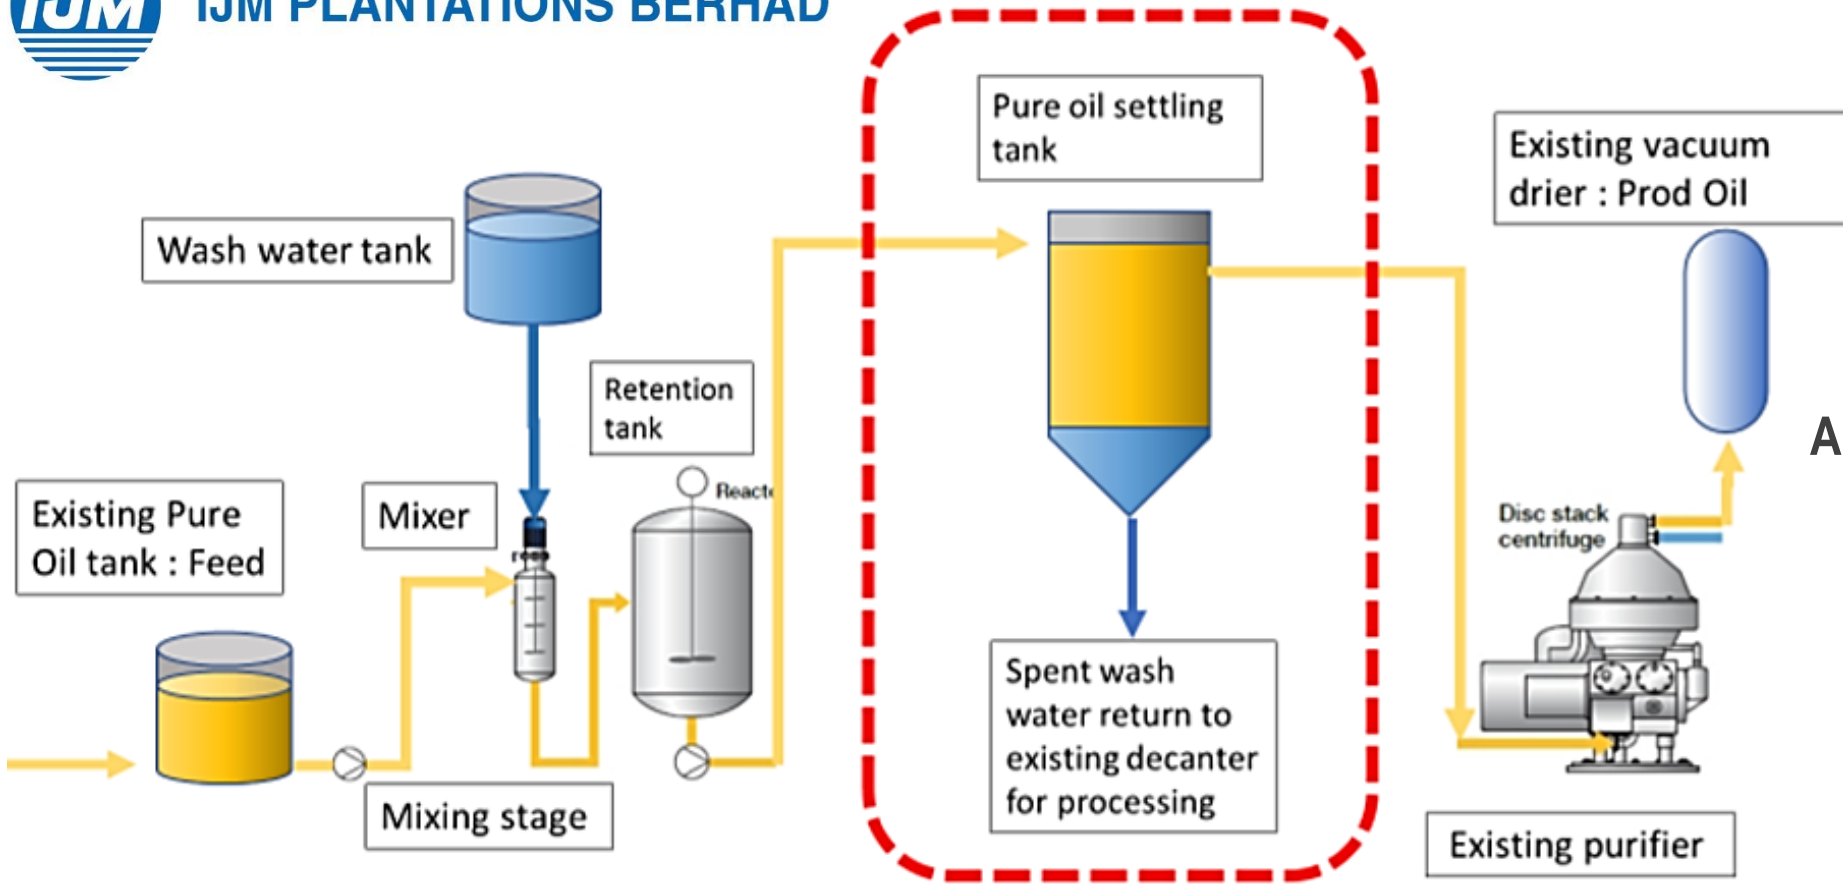 IJM
IJM PLANTATIONS BERHAD
Pure oil settling
tank
Existing vacuum
drier : Prod Oil
Wash water tank
Retention
tank
Existing Pure
Oil tank : Feed
Mixer
A
Disc stack
centrifuge
Spent wash
water return to
existing decanter
for processing
Mixing stage
Existing purifier